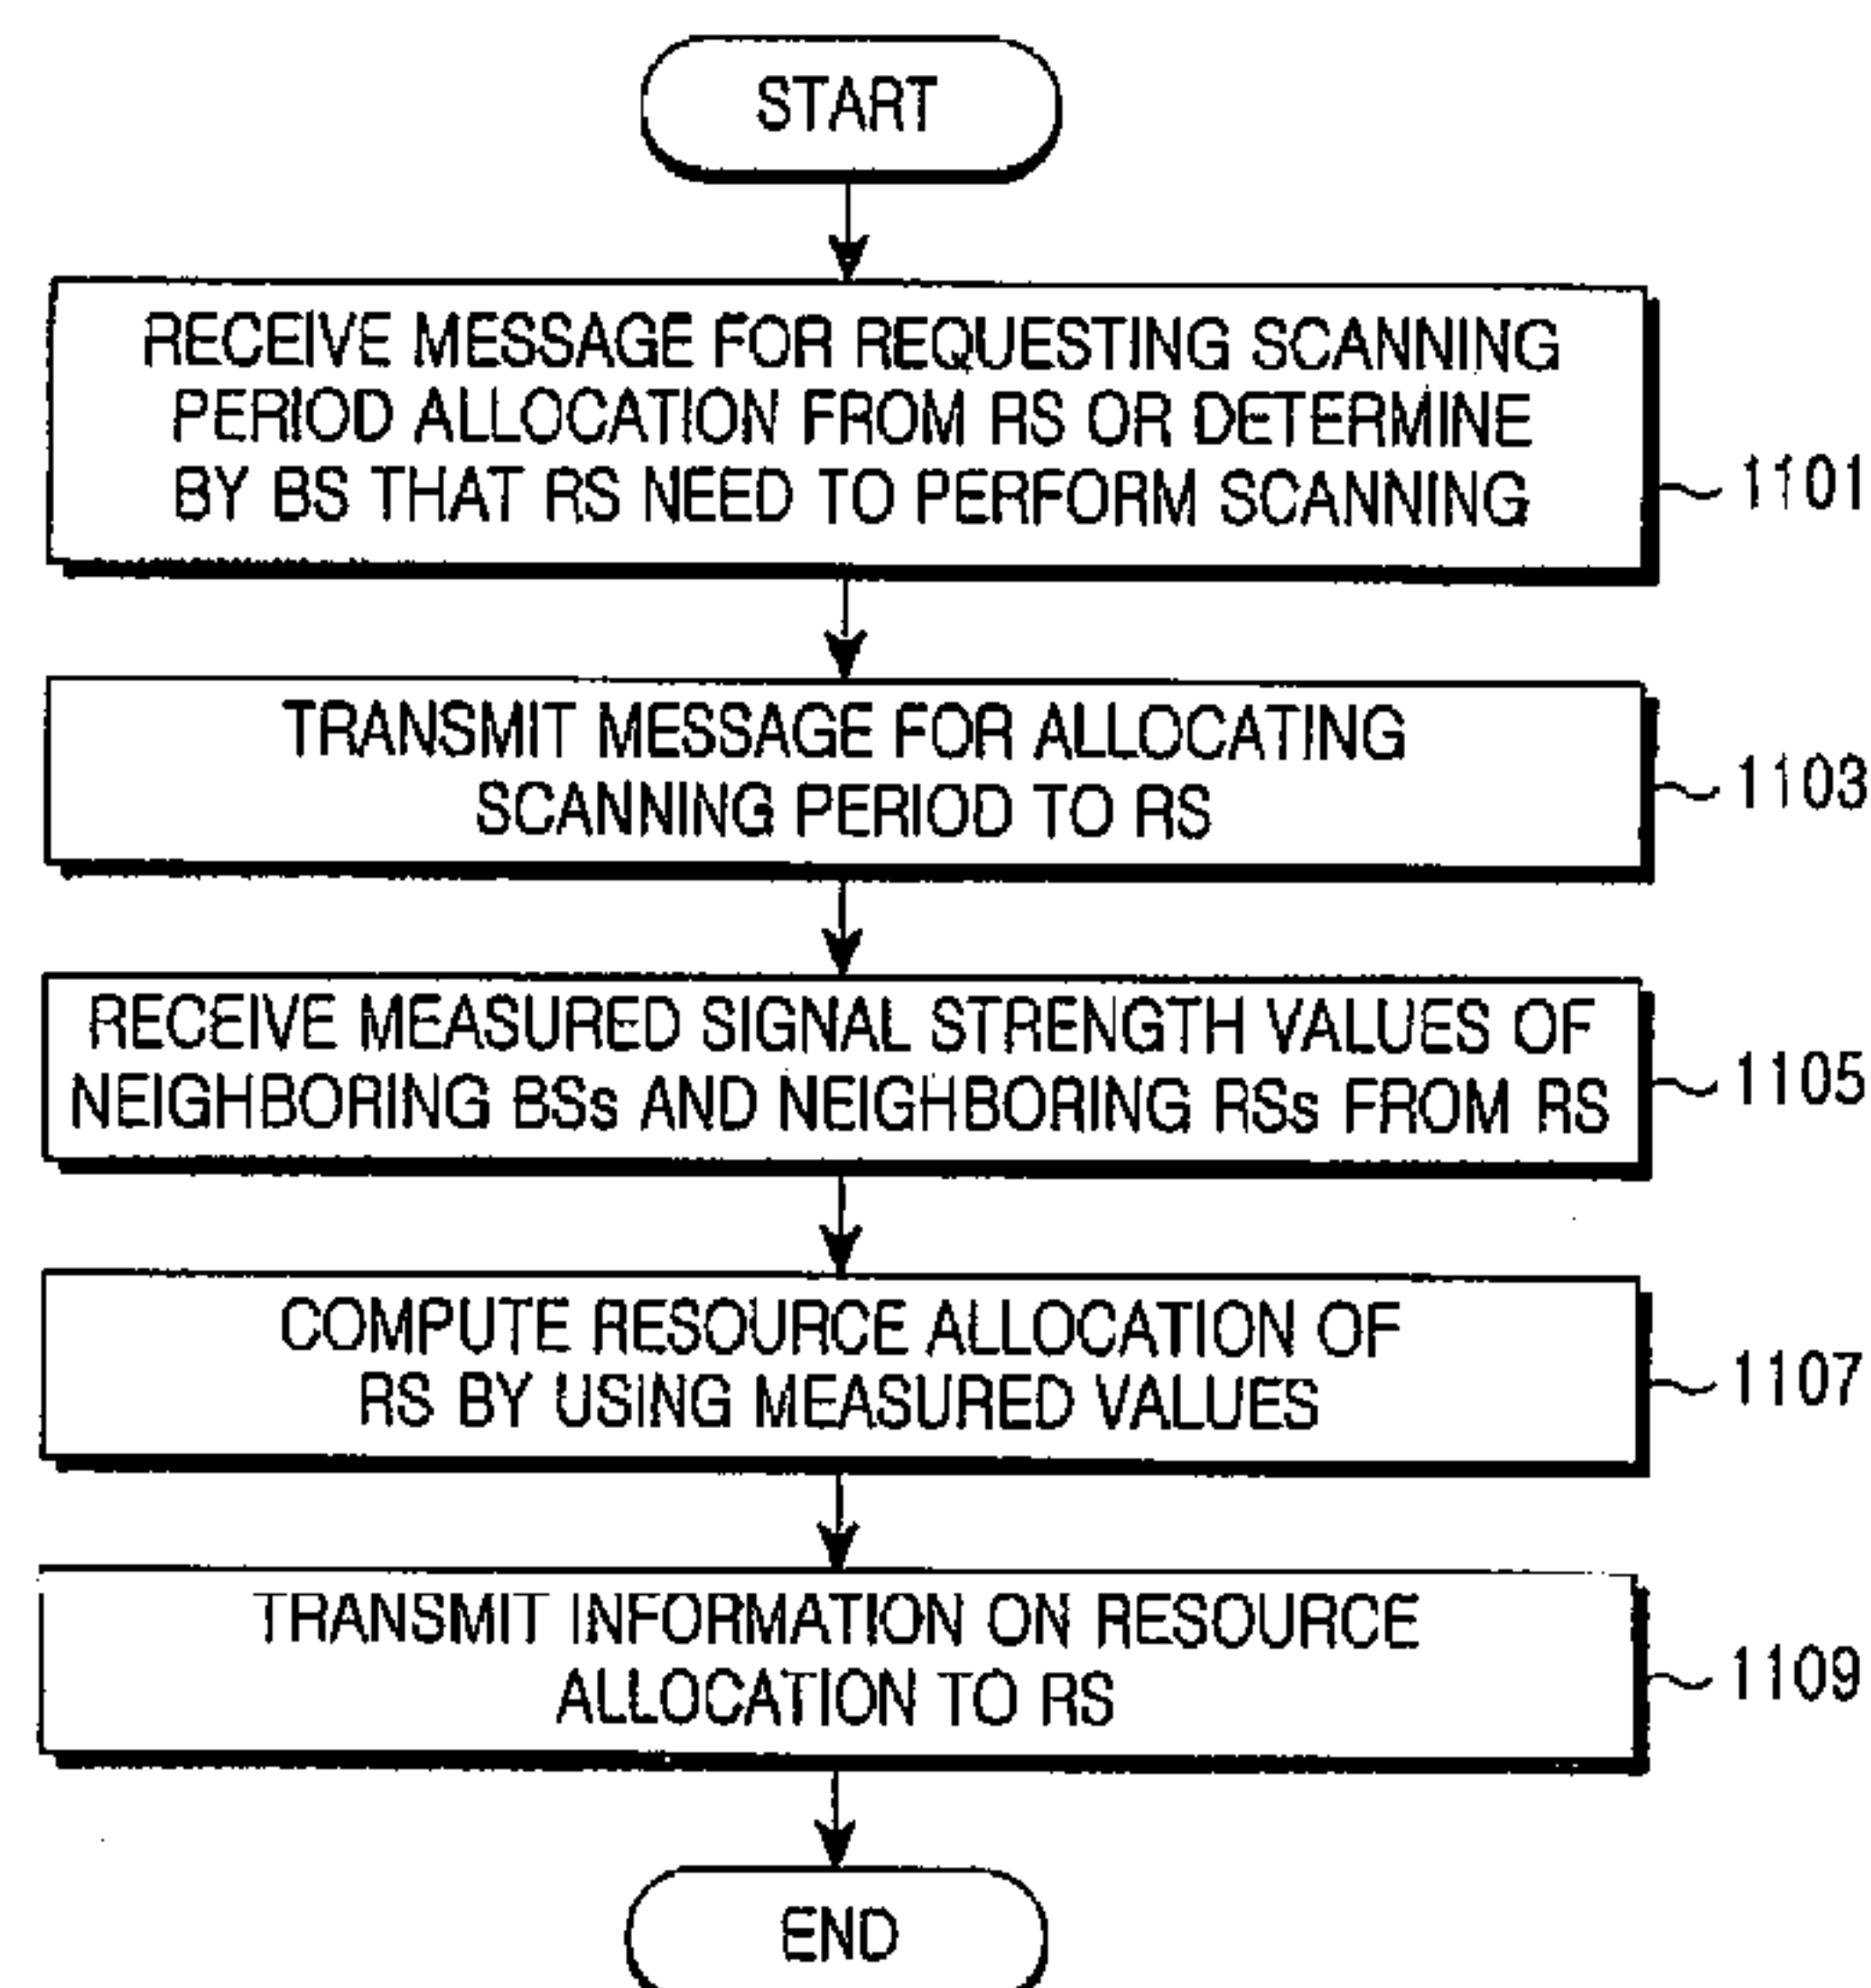 START
RECEIVE MESSAGE FOR REQUESTING SCANNING
PERIOD ALLOCATION FROM RS OR DETERMINE
BY BS THAT RS NEED TO PERFORM SCANNING
1101
TRANSMIT MESSAGE FOR ALLOCATING
SCANNING PERIOD TO RS
1103
RECEIVE MEASURED SIGNAL STRENGTH VALUES OF
NEIGHBORING BSs AND NEIGHBORING RSs FROM RS
1105
COMPUTE RESOURCE ALLOCATION OF
RS BY USING MEASURED VALUES
1107
TRANSMIT INFORMATION ON RESOURCE
ALLOCATION TO RS
1109
END